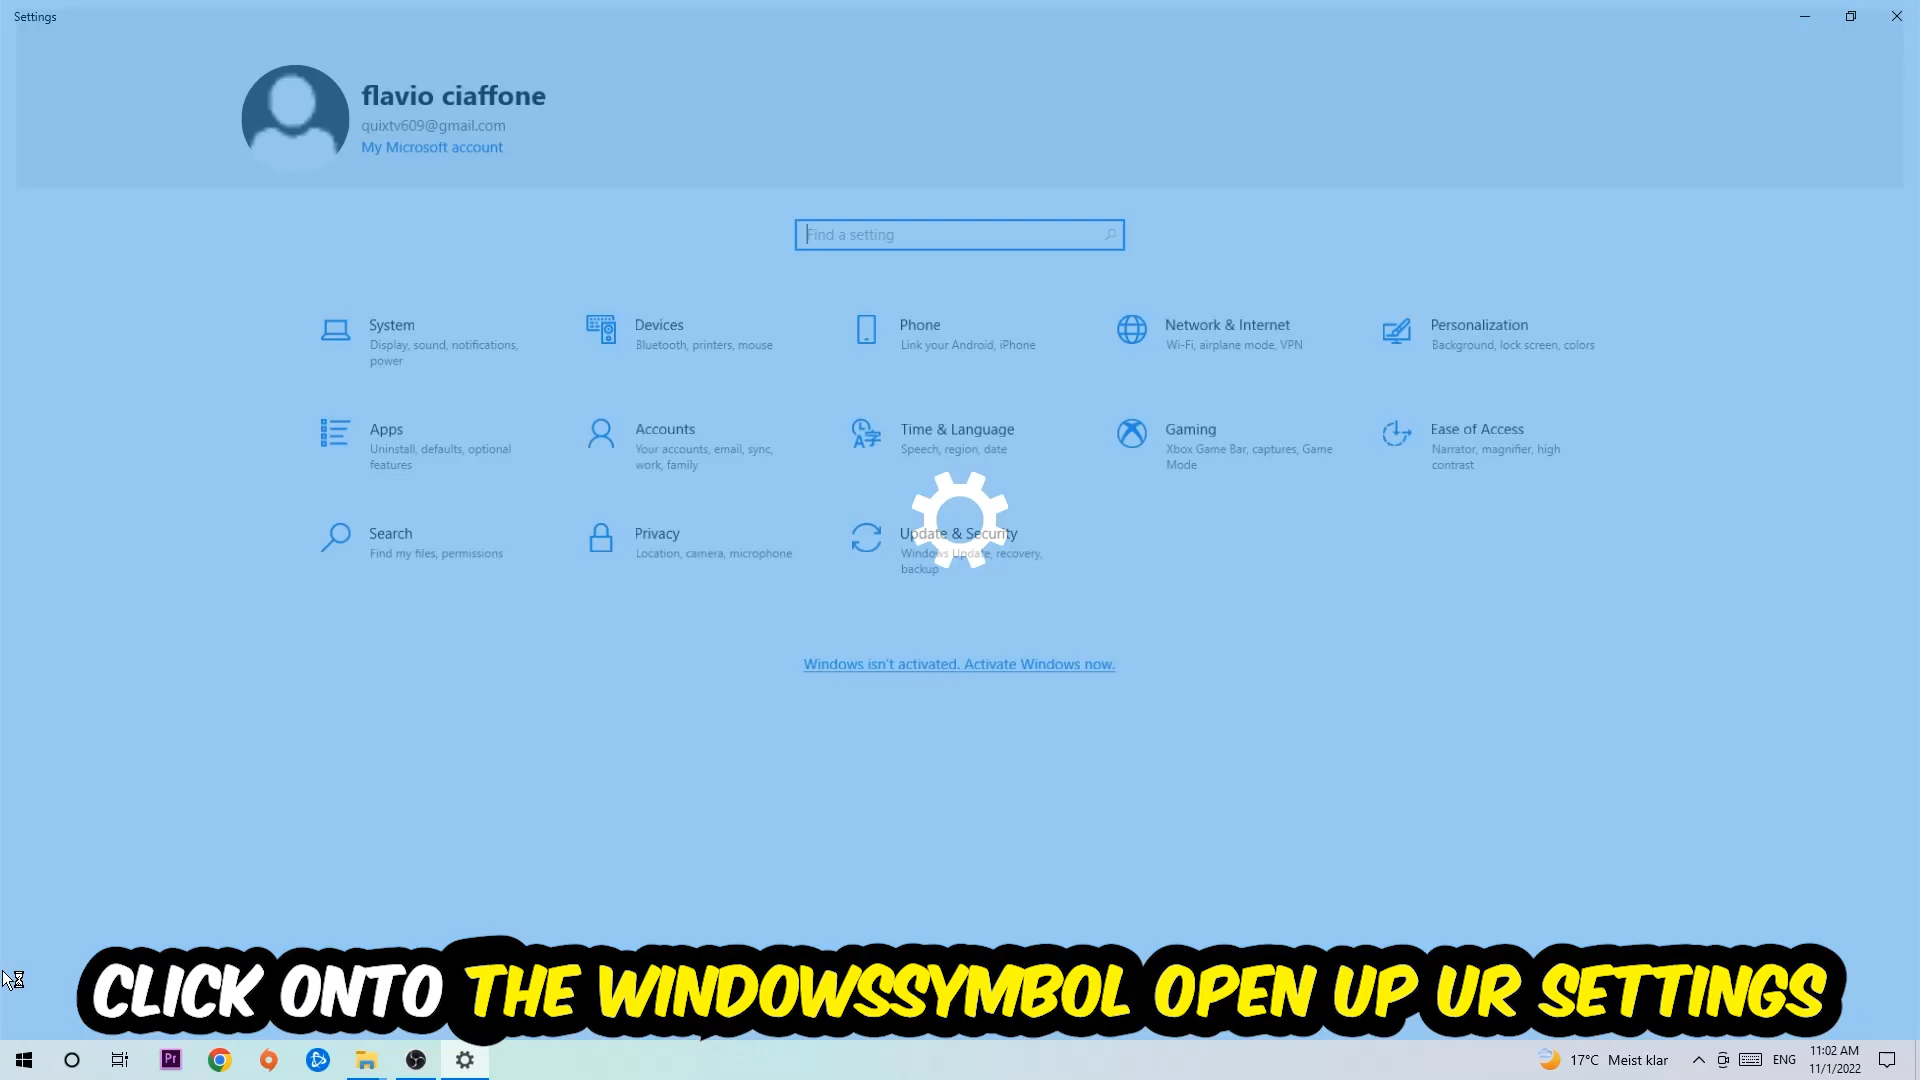 Settings
flavio ciaffone
quixtv609@gmail.com
My Microsoft account
Find a setting
System
Display, sound, notifications,
power
Devices
Bluetooth, printers, mouse
Phone
Link your Android, iPhone
Network & Internet
Wi-Fi, airplane mode, VPN
Personalization
Background, lock screen, colors
Apps
Uninstall, defaults, optional
features
Accounts
Your accounts, email, sync,
work, family
Time & Language
Speech, region, date
Gaming
Xbox Game Bar, captures, Game
Mode
Ease of Access
Narrator, magnifier, high
contrast
Search
Find my files, permissions
Privacy
Location, camera, microphone
Update & Security
Windows Update, recovery,
backup
Windows isn't activated. Activate Windows now.
CLICK ONTO THE WINDOWSSYMBOL OPEN UP UR SETTINGS
Pr
17°C Meist klar
ENG
11:02 AM
11/1/2022